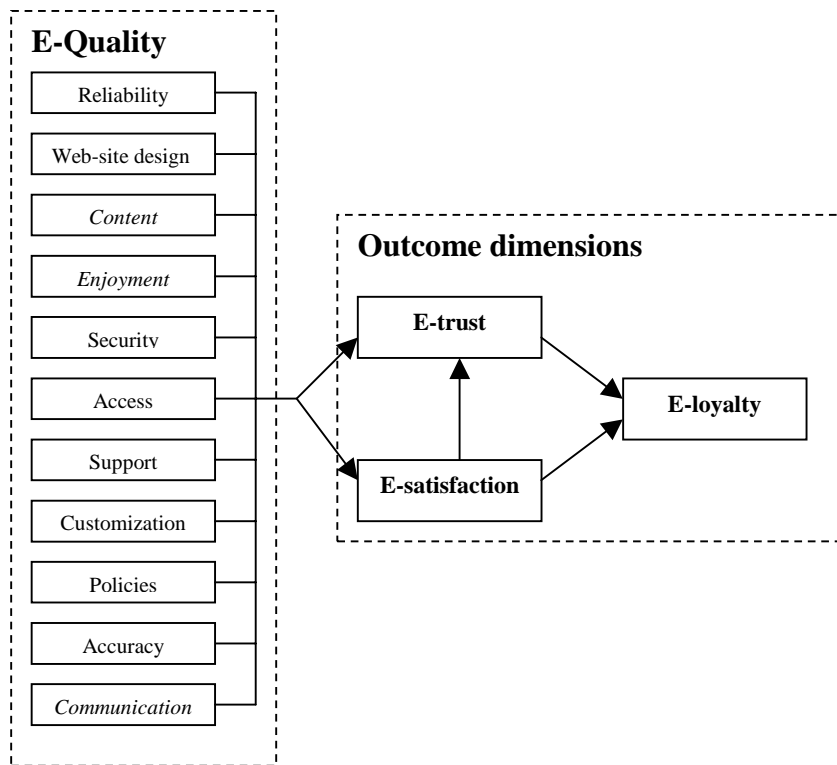 E-Quality
Reliability
Web-site design
Content
Enjoyment
Security
Access
Support
Customization
Policies
Accuracy
Communication
Outcome dimensions
E-trust
E-loyalty
E-satisfaction